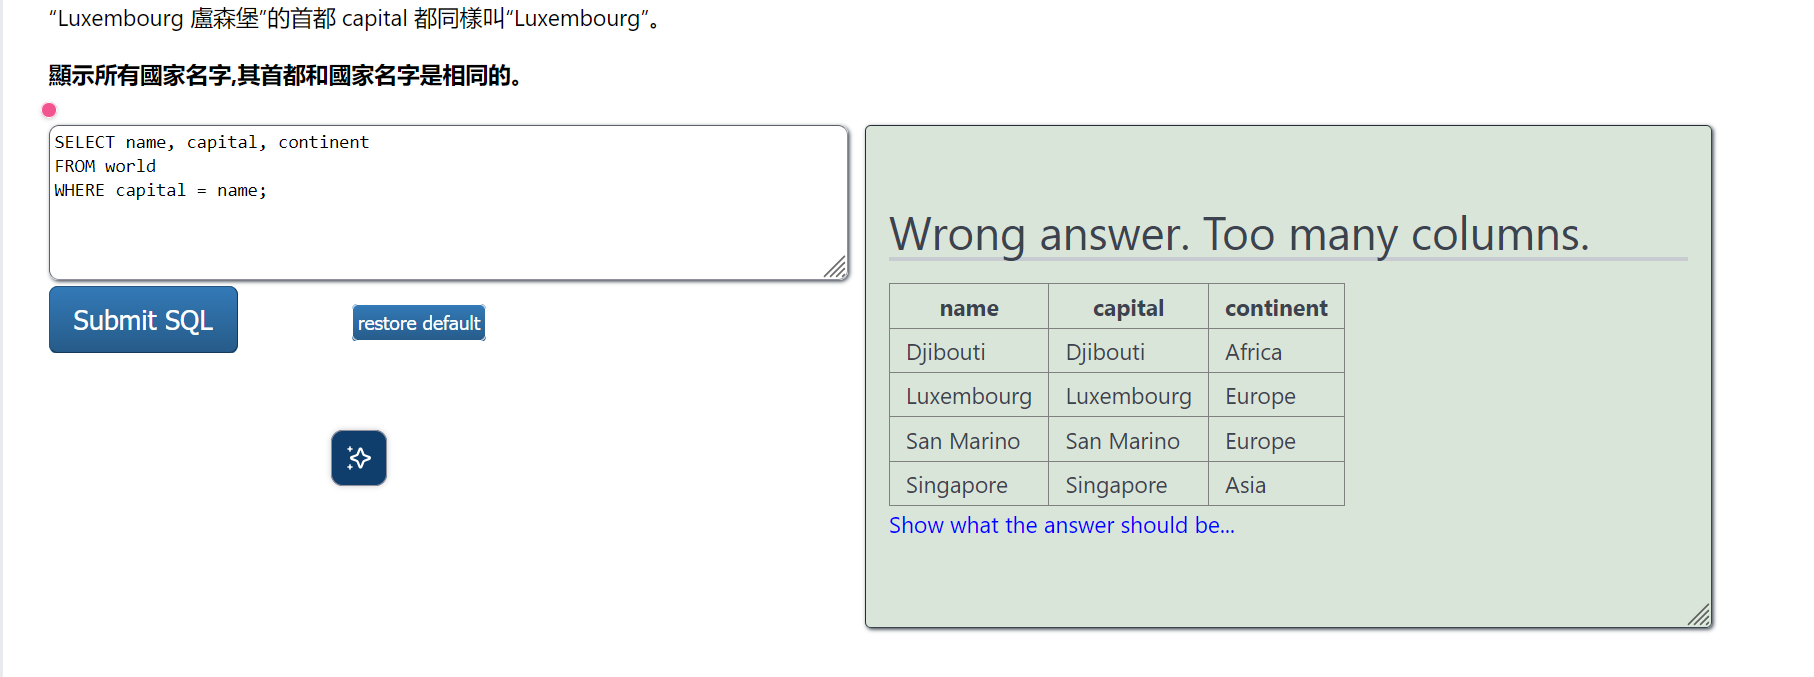 “Luxembourg 盧森堡”的首都 capital 都同樣叫“Luxembourg”。
顯示所有國家名字,其首都和國家名字是相同的。
SELECT name, capital, continent
FROM world
WHERE capital = name;
Submit SQL
restore default
Wrong answer. Too many columns.
name capital continent
Djibouti Djibouti Africa
Luxembourg Luxembourg Europe
San Marino San Marino Europe
Singapore Singapore Asia
Show what the answer should be...